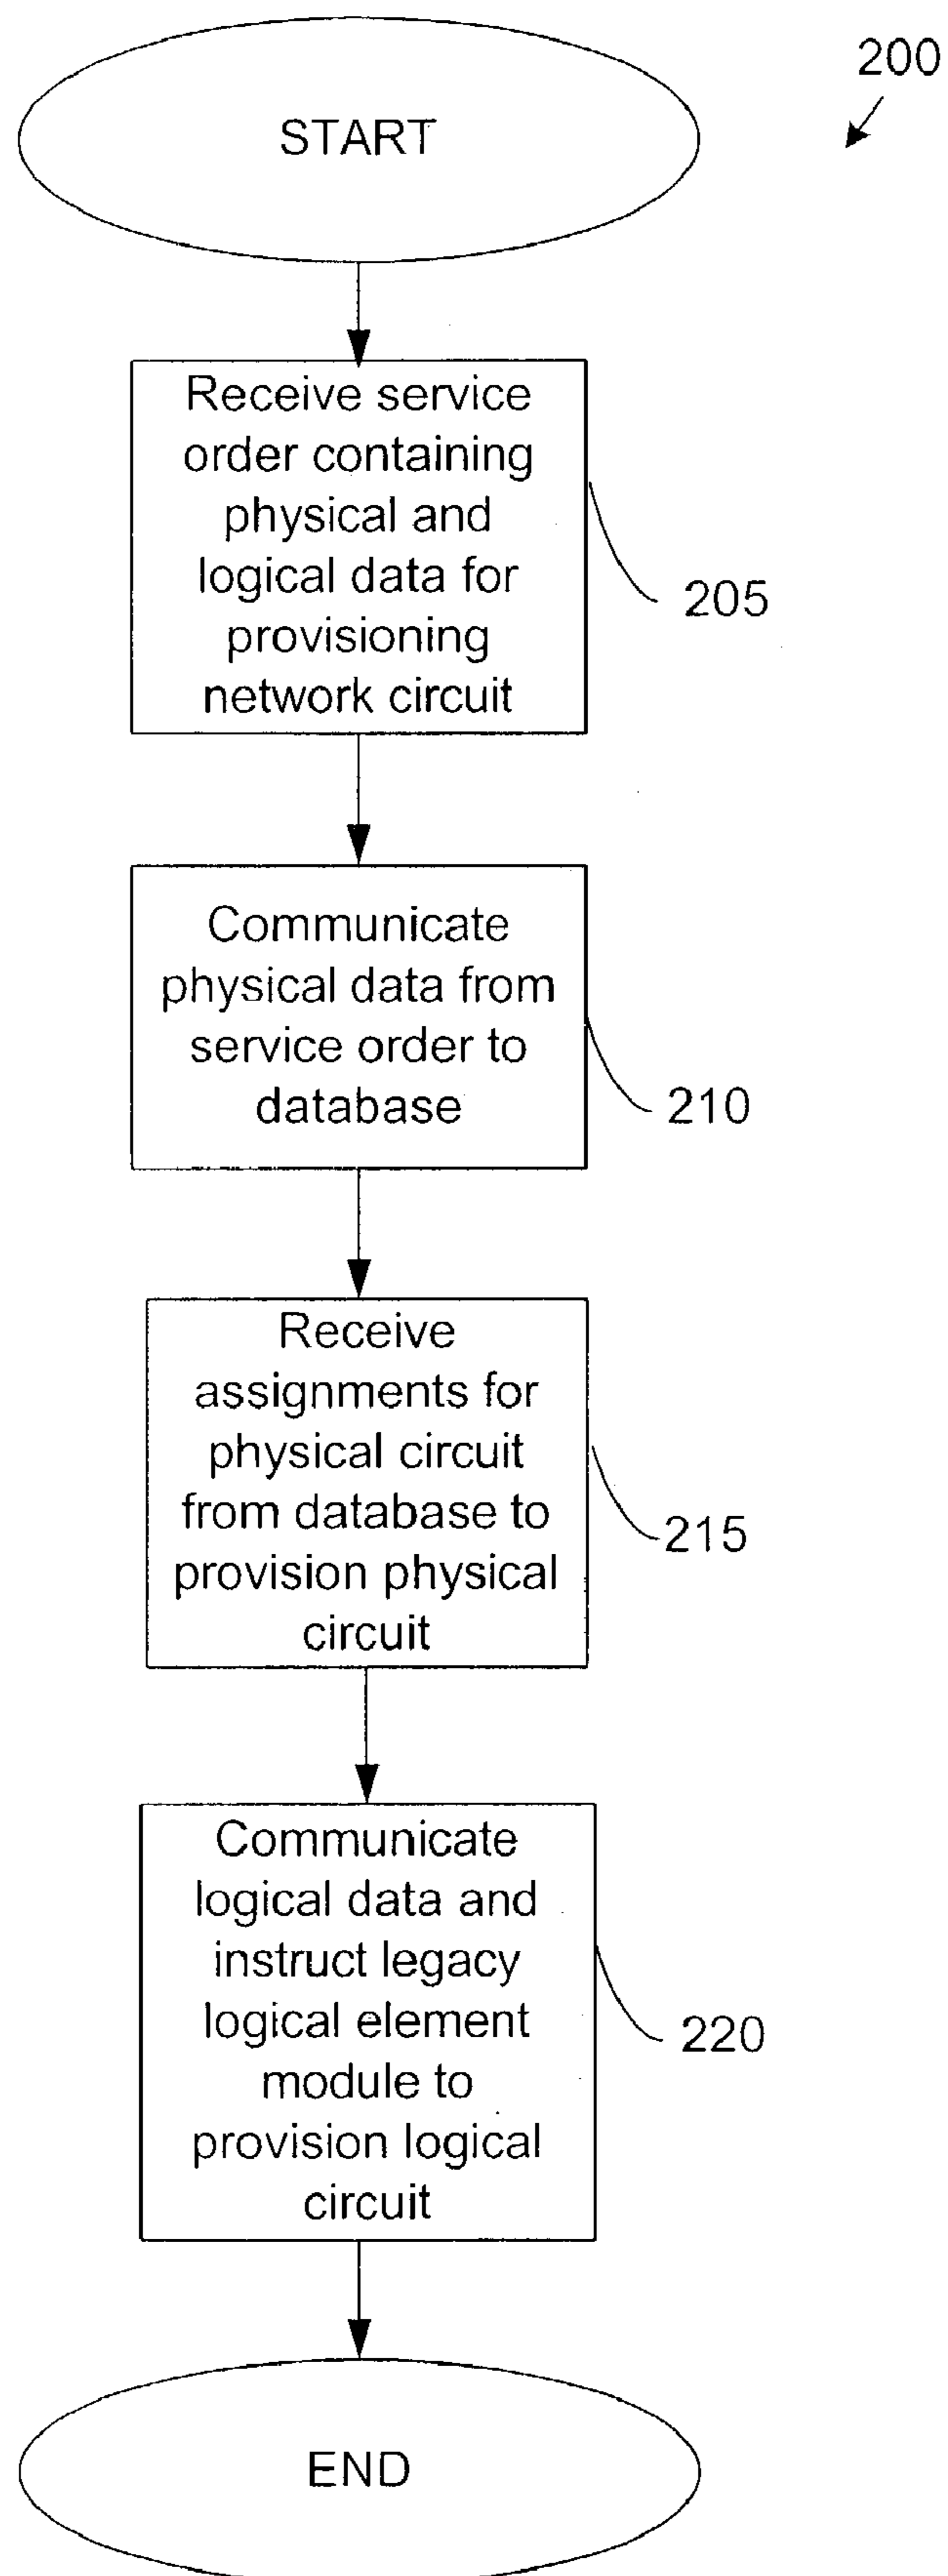 200
START
Receive service
order containing
physical and
logical data for
provisioning
network circuit
205
Communicate
physical data from
service order to
database
210
Receive
assignments for
physical circuit
from database to
provision physical
circuit
215
Communicate
logical data and
instruct legacy
logical element
module to
provision logical
circuit
220
END